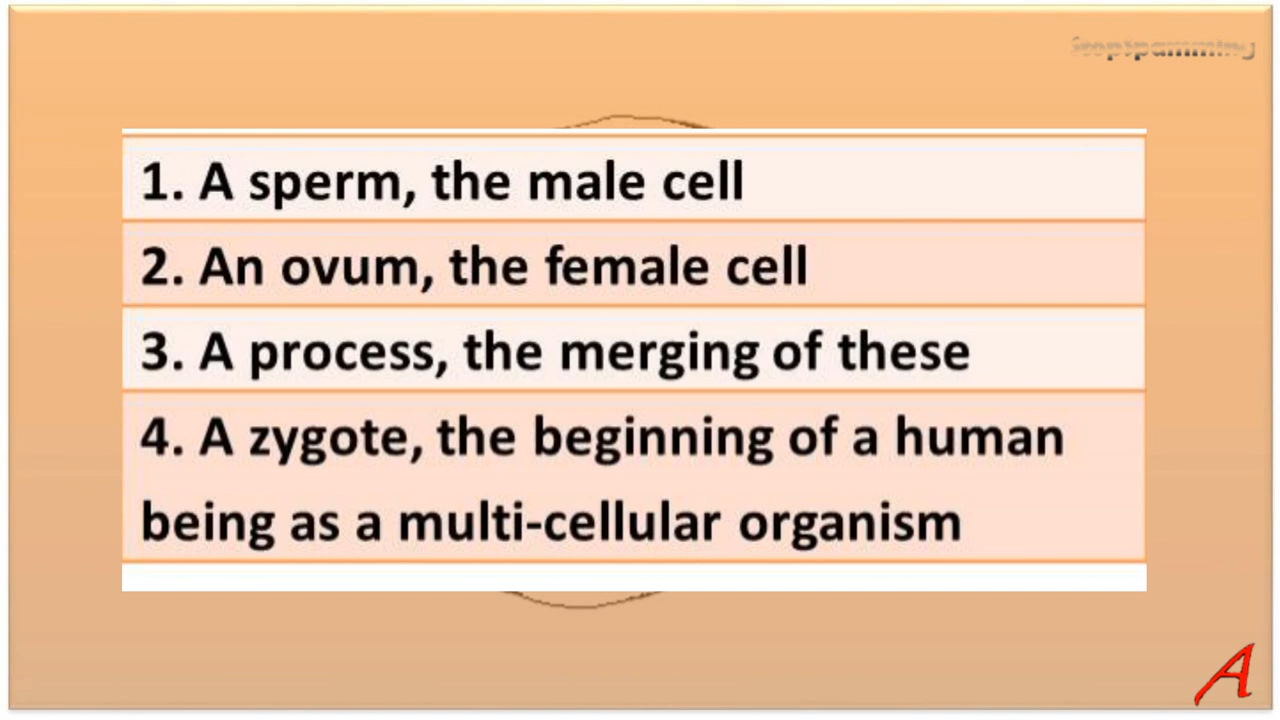 1. A sperm, the male cell
2. An ovum, the female cell
3. A process, the merging of these
4. A zygote, the beginning of a human
being as a multi-cellular organism
A